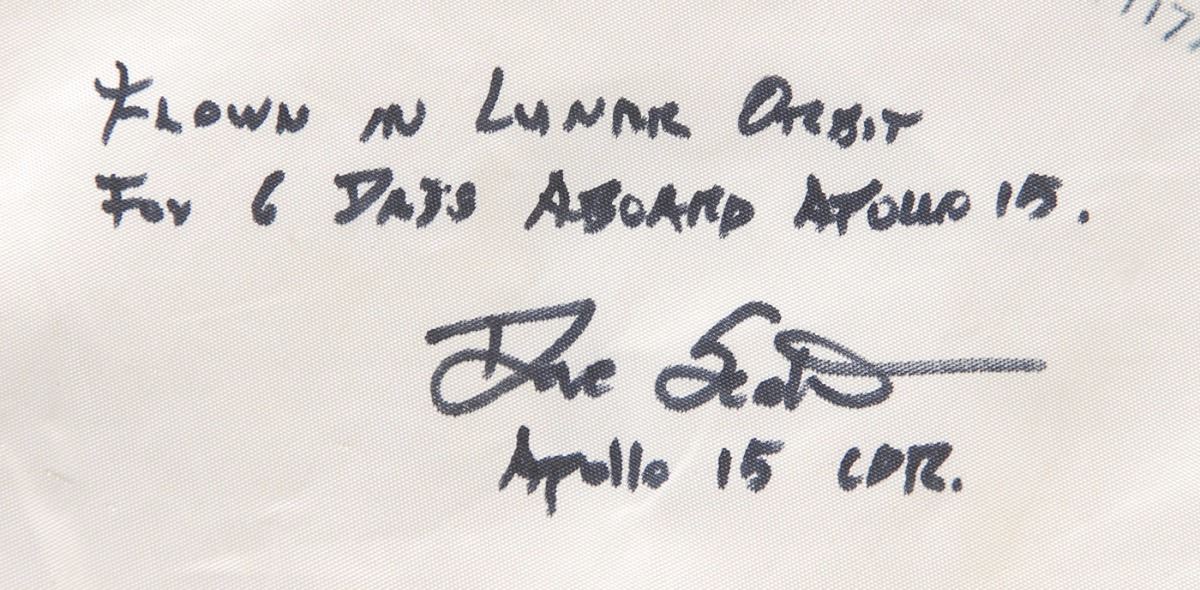 FLOWN IN LUNAR ORBIT
FOR 6 DAYS ABOARD APOLLO 15.
Dave Scott
Apollo 15 CDR.